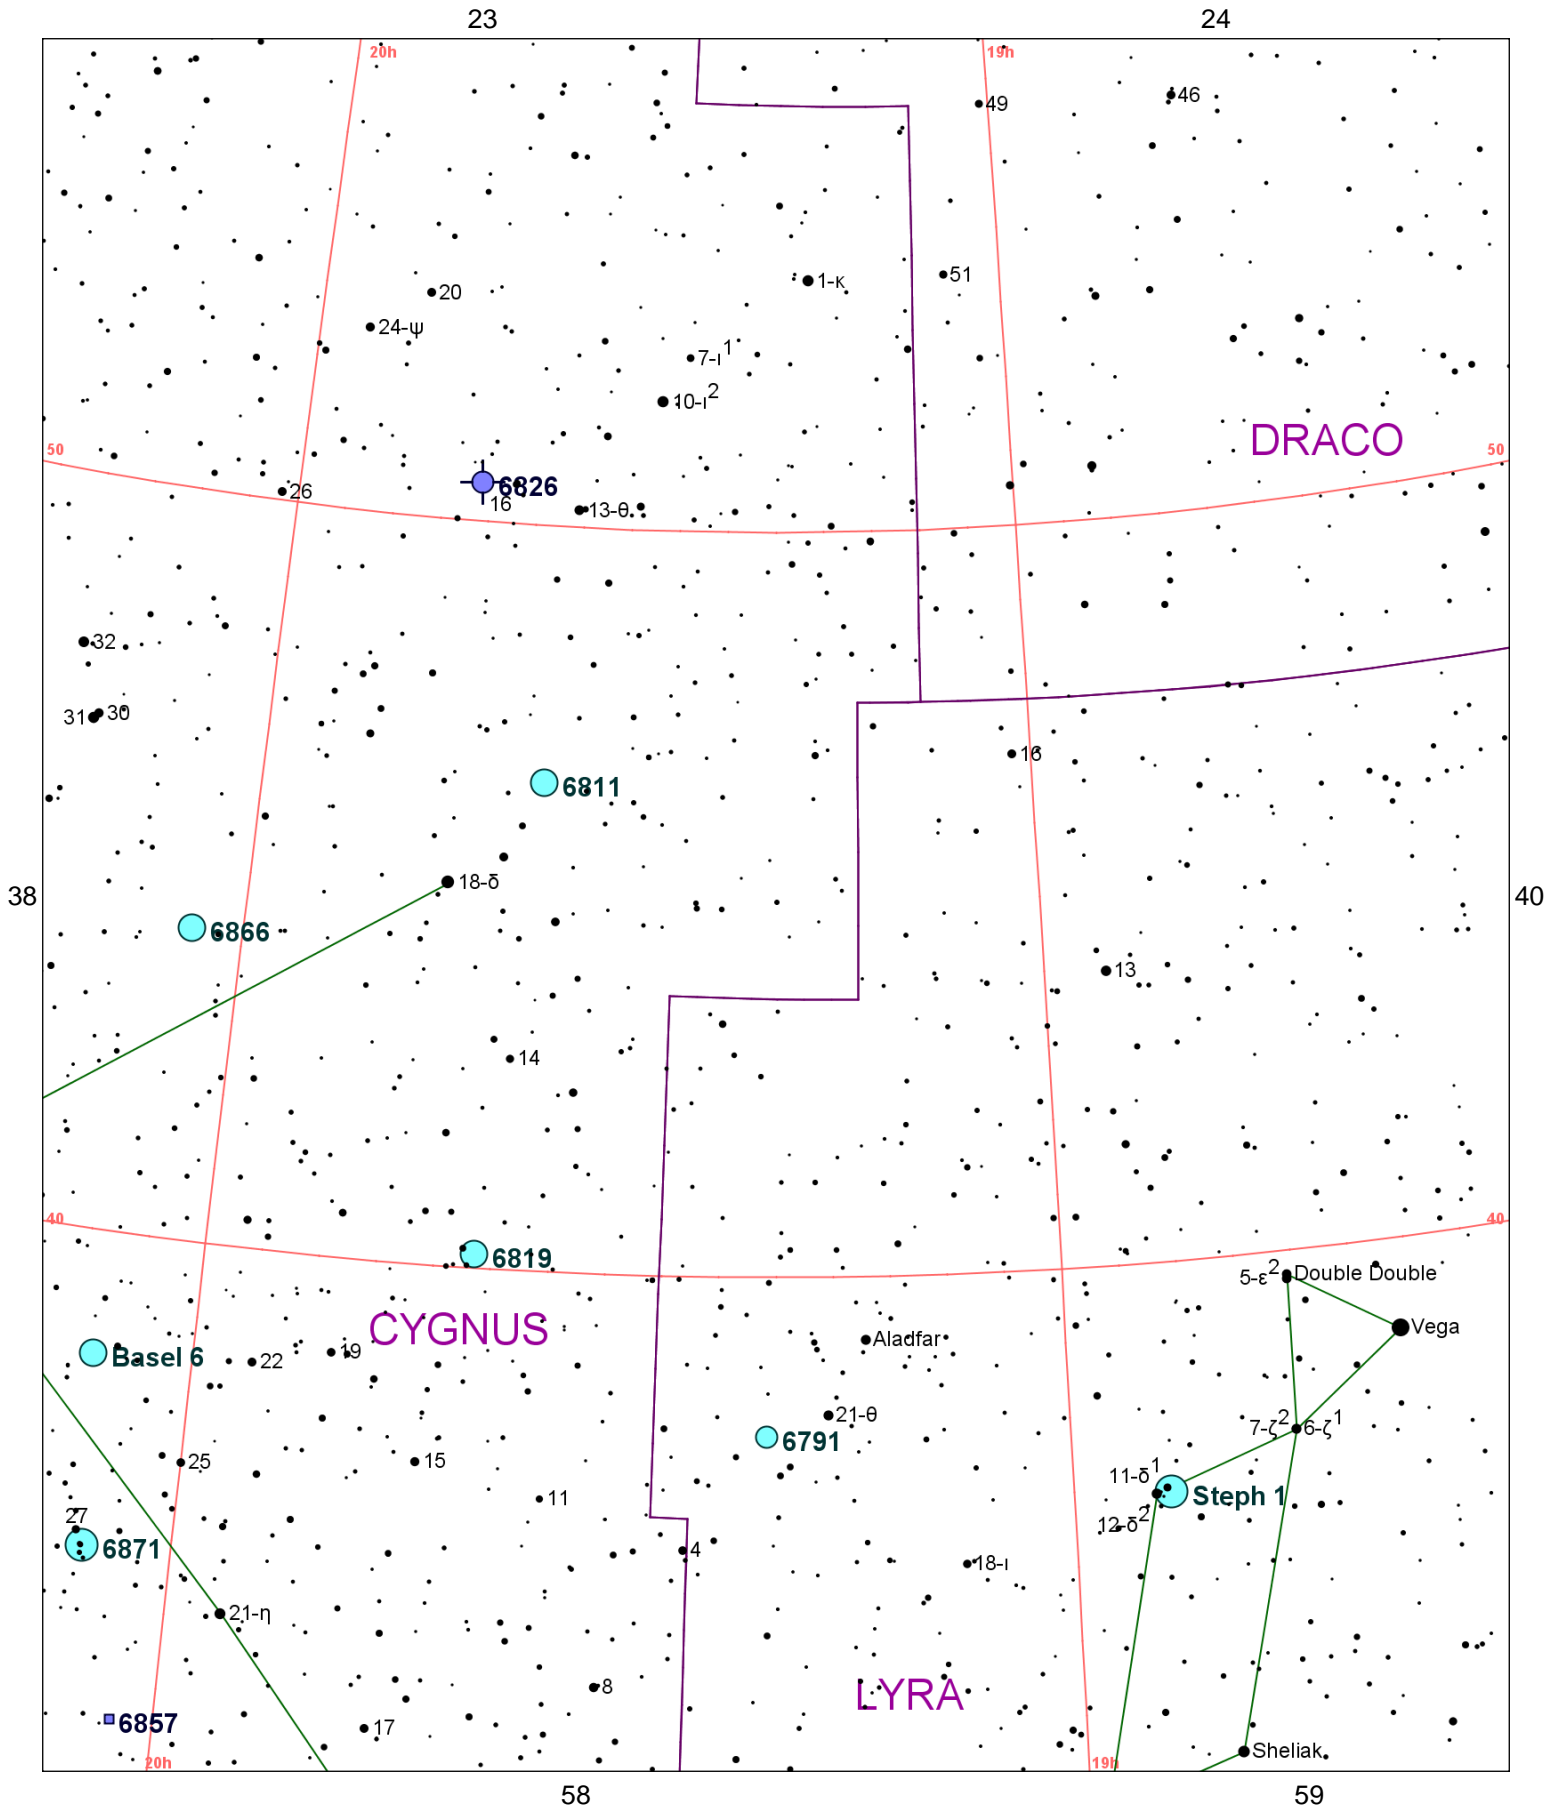 23
24
20h
19h
49
46
1-κ
51
20
24-ψ
7-ι1
10-ι2
DRACO
50
50
6826
26
16
13-θ
32
31
30
16
6811
18-δ
38
40
6866
13
14
40
40
6819
5-ε2
Double Double
CYGNUS
Vega
Aladfar
19
Basel 6
22
21-θ
7-ζ2
6-ζ1
6791
25
15
11-δ1
11
Steph 1
27
12-δ2
6871
4
18-ι
21-η
8
LYRA
6857
17
Sheliak
20h
19h
58
59